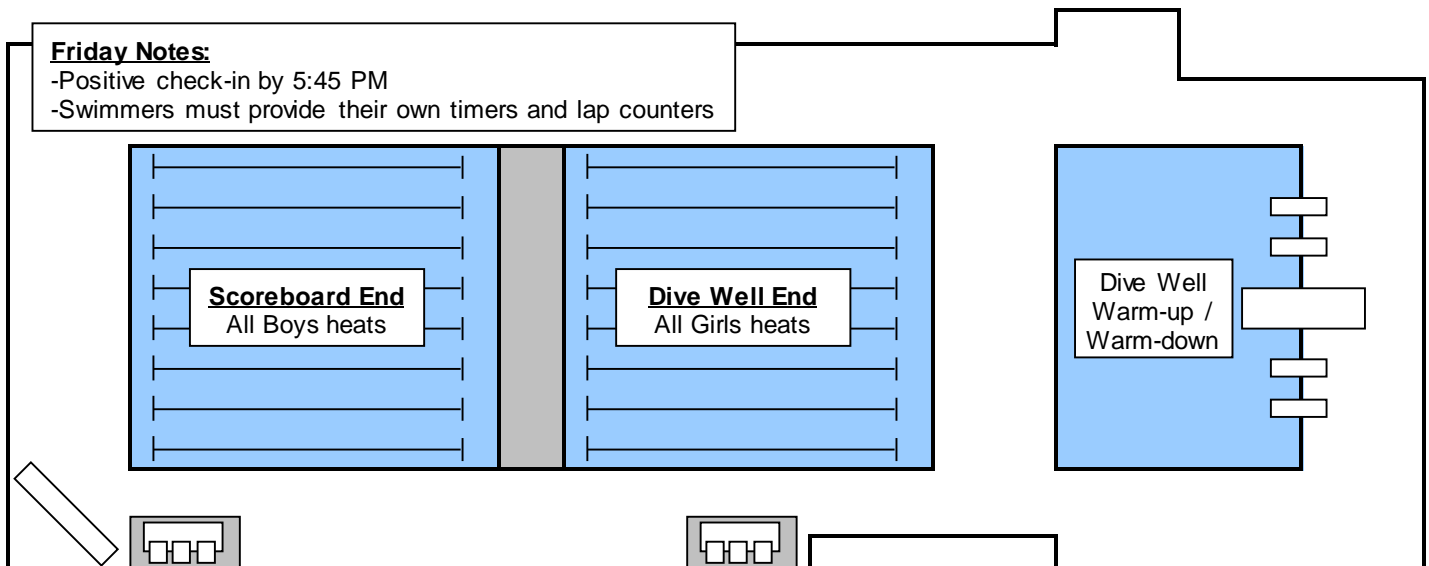 Friday Notes:
-Positive check-in by 5:45 PM
-Swimmers must provide their own timers and lap counters
Scoreboard End
All Boys heats
Dive Well End
All Girls heats
Dive Well
Warm-up /
Warm-down